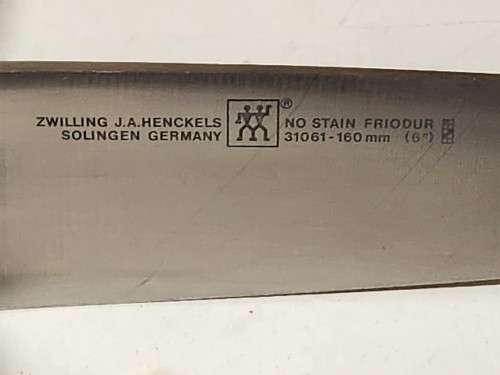 ZWILLING J.A.HENCKELS ® NO STAIN FRIODUR
SOLINGEN GERMANY 31061-160mm (6")